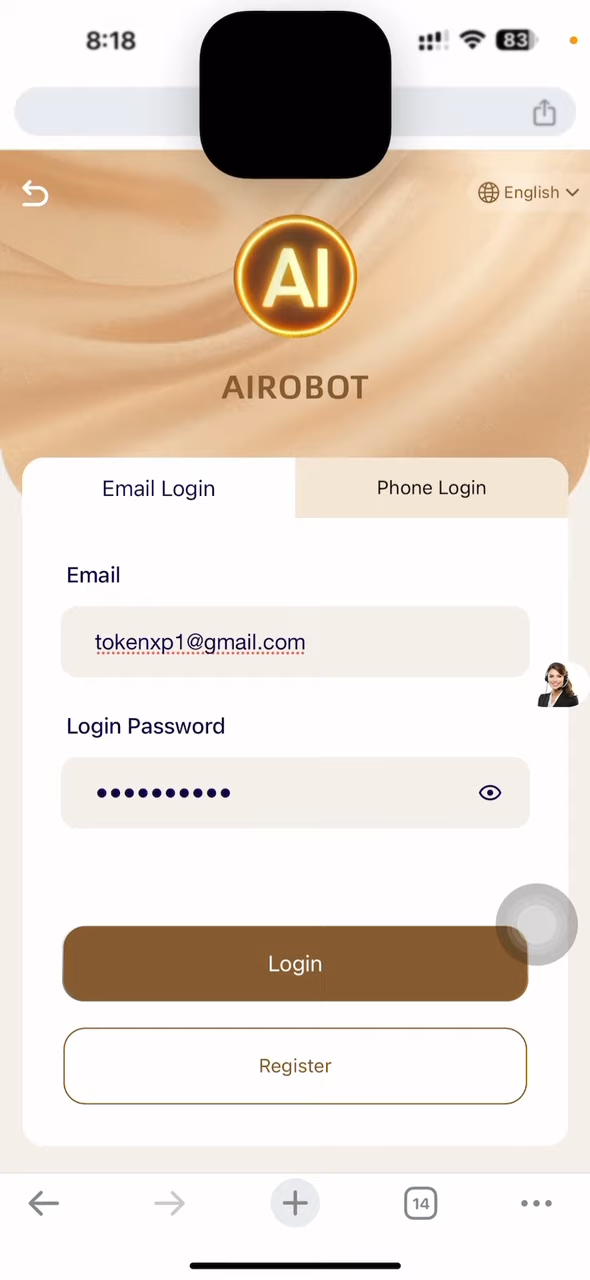 8:18
83
English
AI
AIROBOT
Email Login
Phone Login
Email
tokenxp1@gmail.com
Login Password
Login
Register
14